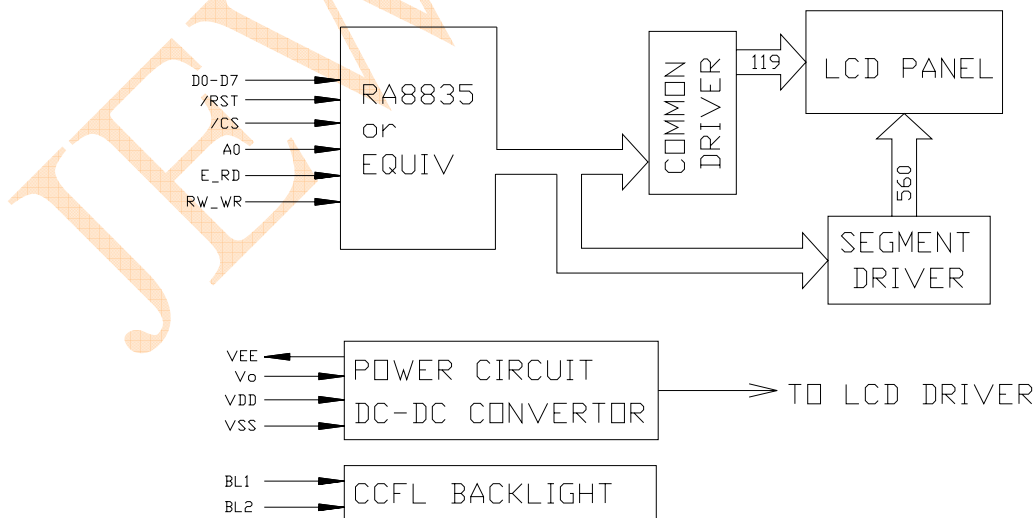 D0-D7
/RST
/CS
A0
E_RD
RW_WR
RA8835
or
EQUIV
COMMON
DRIVER
119
LCD PANEL
560
SEGMENT
DRIVER
VEE
Vo
VDD
VSS
POWER CIRCUIT
DC-DC CONVERTOR
TO LCD DRIVER
BL1
BL2
CCFL BACKLIGHT
JEW